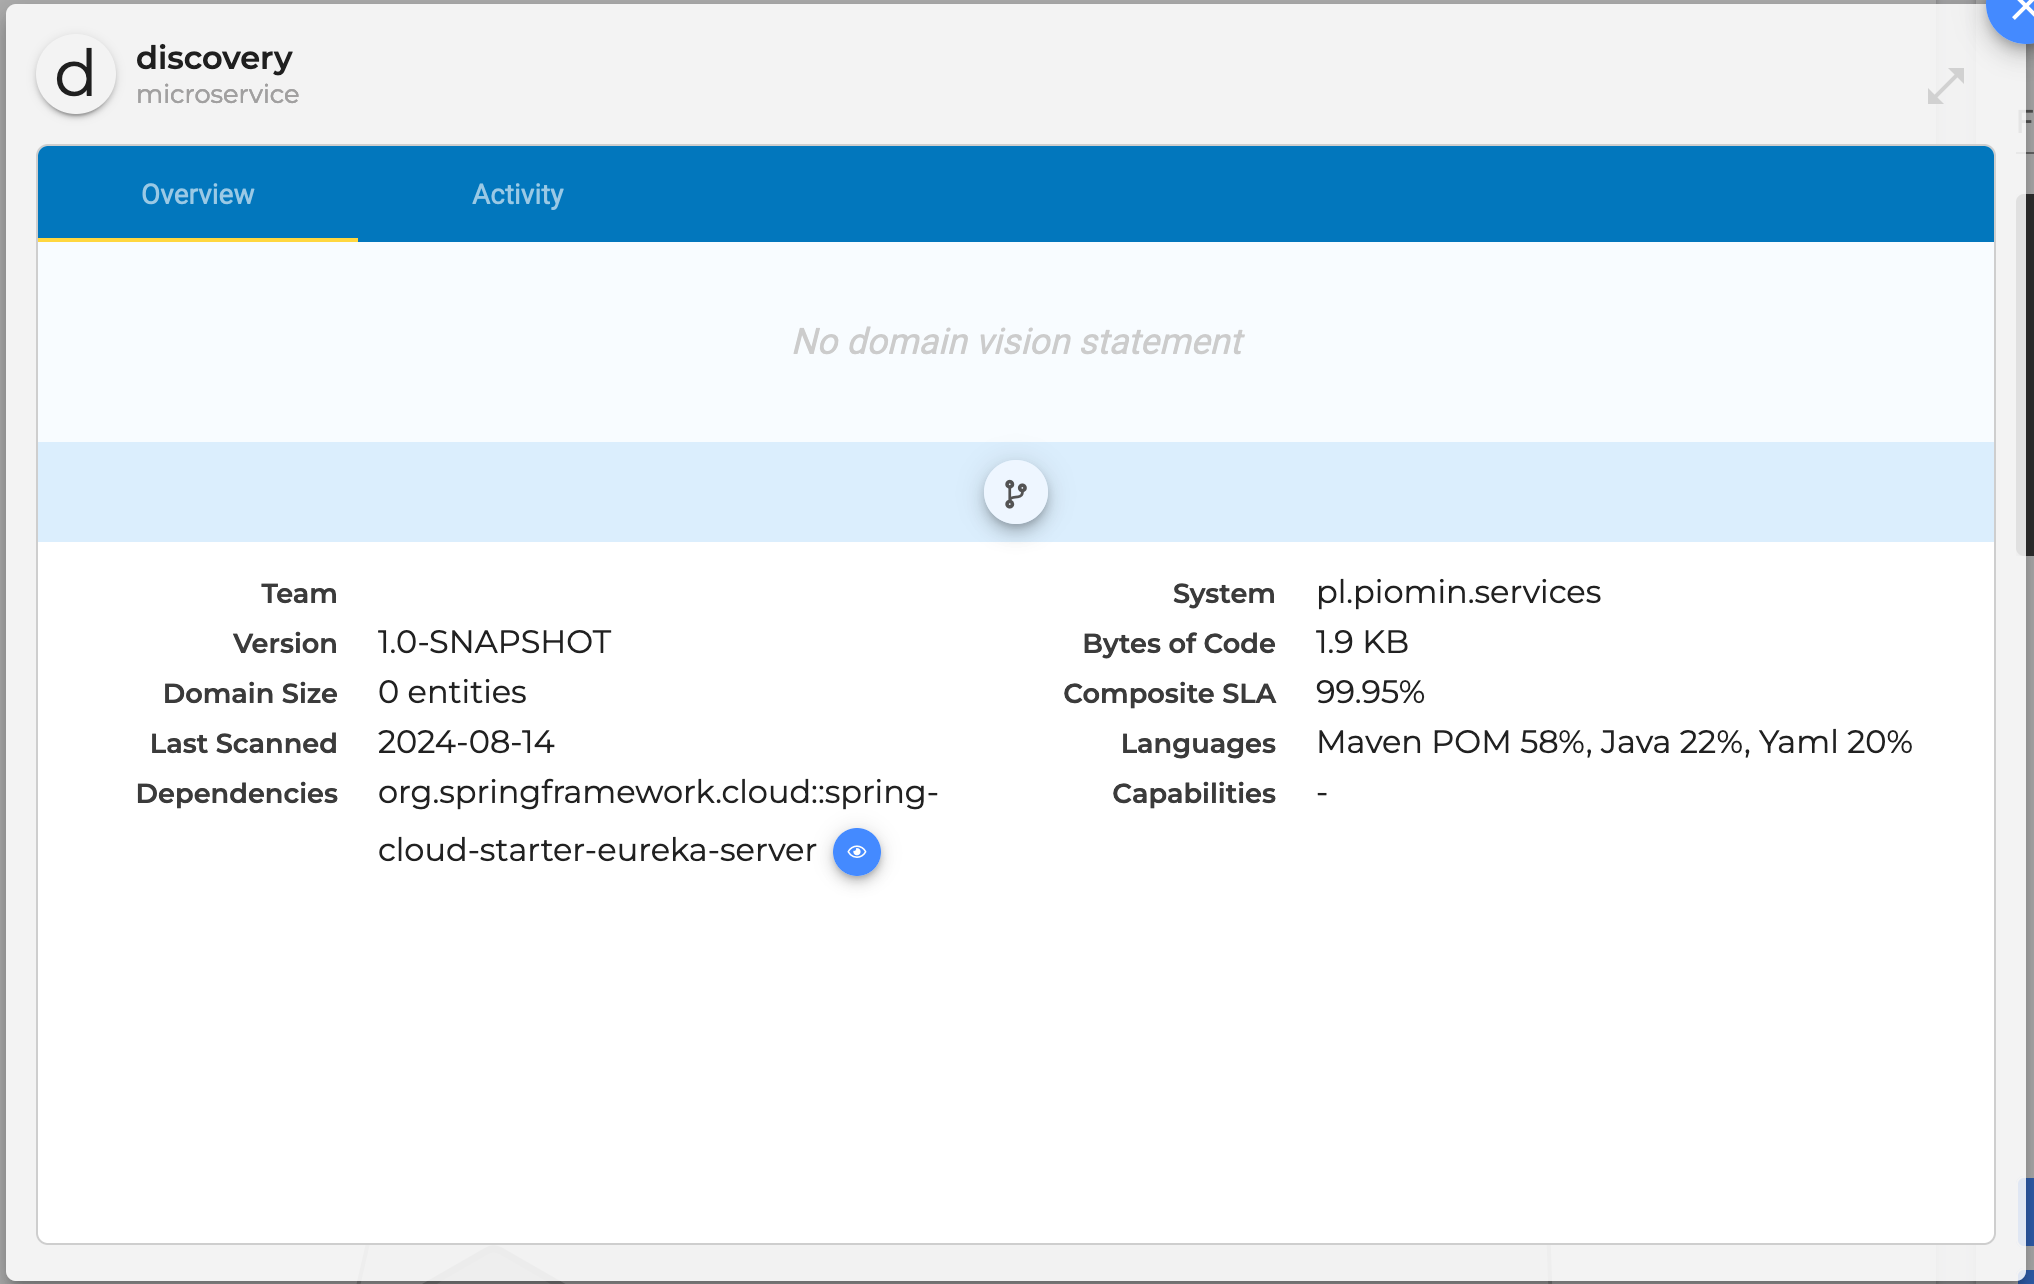 d
discovery
microservice
Overview
Activity
No domain vision statement
Team
Version 1.0-SNAPSHOT
Domain Size 0 entities
Last Scanned 2024-08-14
Dependencies org.springframework.cloud::spring-
cloud-starter-eureka-server
System pl.piomin.services
Bytes of Code 1.9 KB
Composite SLA 99.95%
Languages Maven POM 58%, Java 22%, Yaml 20%
Capabilities -